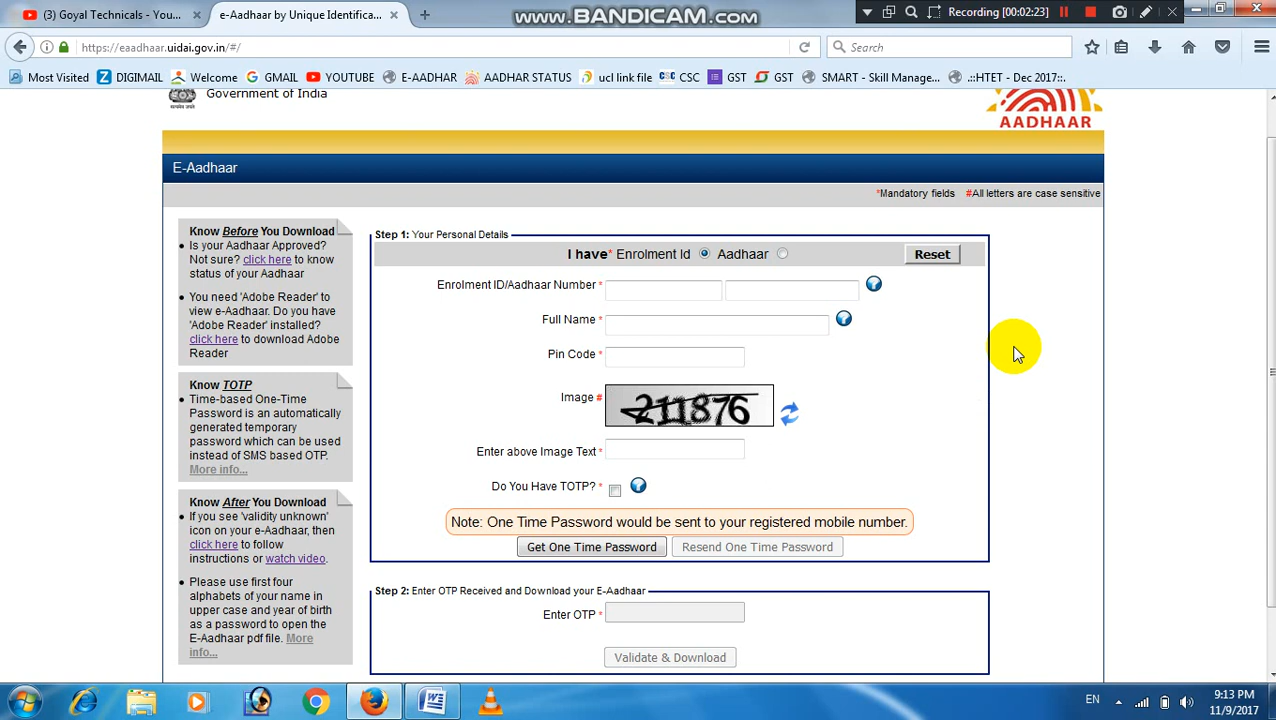 (3) Goyal Technicals - You...
e-Aadhaar by Unique Identifica...
www.BANDICAM.com
Recording [00:02:23]
https://eaadhaar.uidai.gov.in/#/
Search
Most Visited
DIGIMAIL
Welcome
GMAIL
YOUTUBE
E-AADHAR
AADHAR STATUS
ucl link file
CSC CSC
GST
GST
SMART - Skill Manage...
.::HTET - Dec 2017::.
Government of India
AADHAAR
E-Aadhaar
*Mandatory fields #All letters are case sensitive
Know Before You Download
Is your Aadhaar Approved?
Not sure? click here to know
status of your Aadhaar
You need 'Adobe Reader' to
view e-Aadhaar. Do you have
'Adobe Reader' installed?
click here to download Adobe
Reader
Know TOTP
Time-based One-Time
Password is an automatically
generated temporary
password which can be used
instead of SMS based OTP.
More info...
Know After You Download
If you see 'validity unknown'
icon on your e-Aadhaar, then
click here to follow
instructions or watch video.
Please use first four
alphabets of your name in
upper case and year of birth
as a password to open the
E-Aadhaar pdf file. More
info...
Step 1: Your Personal Details
I have* Enrolment Id Aadhaar
Reset
Enrolment ID/Aadhaar Number *
Full Name *
Pin Code *
Image #
211876
Enter above Image Text *
Do You Have TOTP? *
Note: One Time Password would be sent to your registered mobile number.
Get One Time Password
Resend One Time Password
Step 2: Enter OTP Received and Download your E-Aadhaar
Enter OTP *
Validate & Download
EN
9:13 PM
11/9/2017